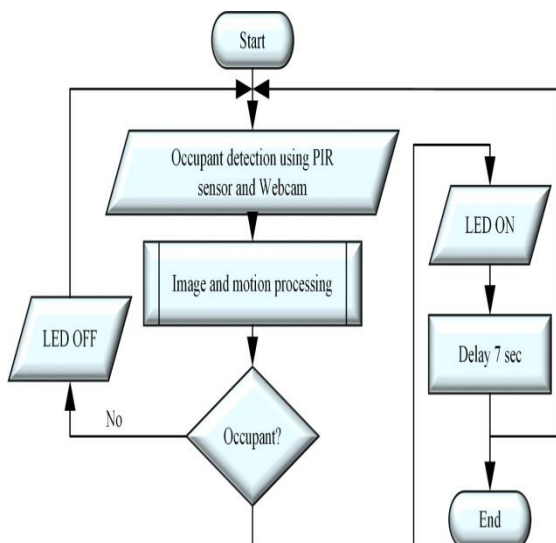 Start
Occupant detection using PIR
sensor and Webcam
Image and motion processing
LED OFF
No
Occupant?
LED ON
Delay 7 sec
End